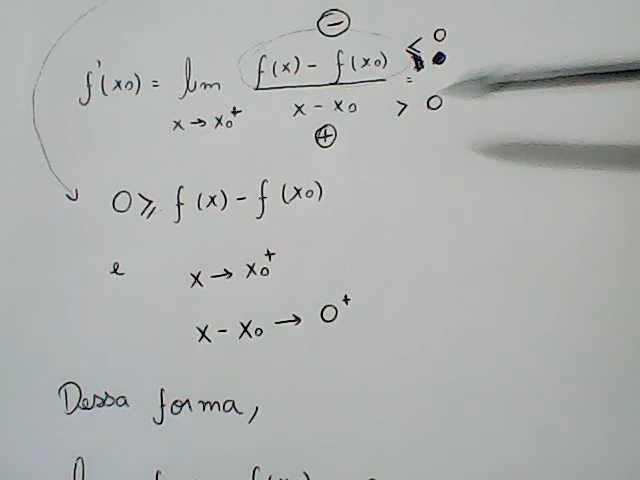 ⊖
f'(x₀) = lim f(x) - f(x₀) ≤ 0
x → x₀⁺ x - x₀ > 0
⊕
0 ≥ f(x) - f(x₀)
e x → x₀⁺
x - x₀ → 0⁺
Dessa forma,